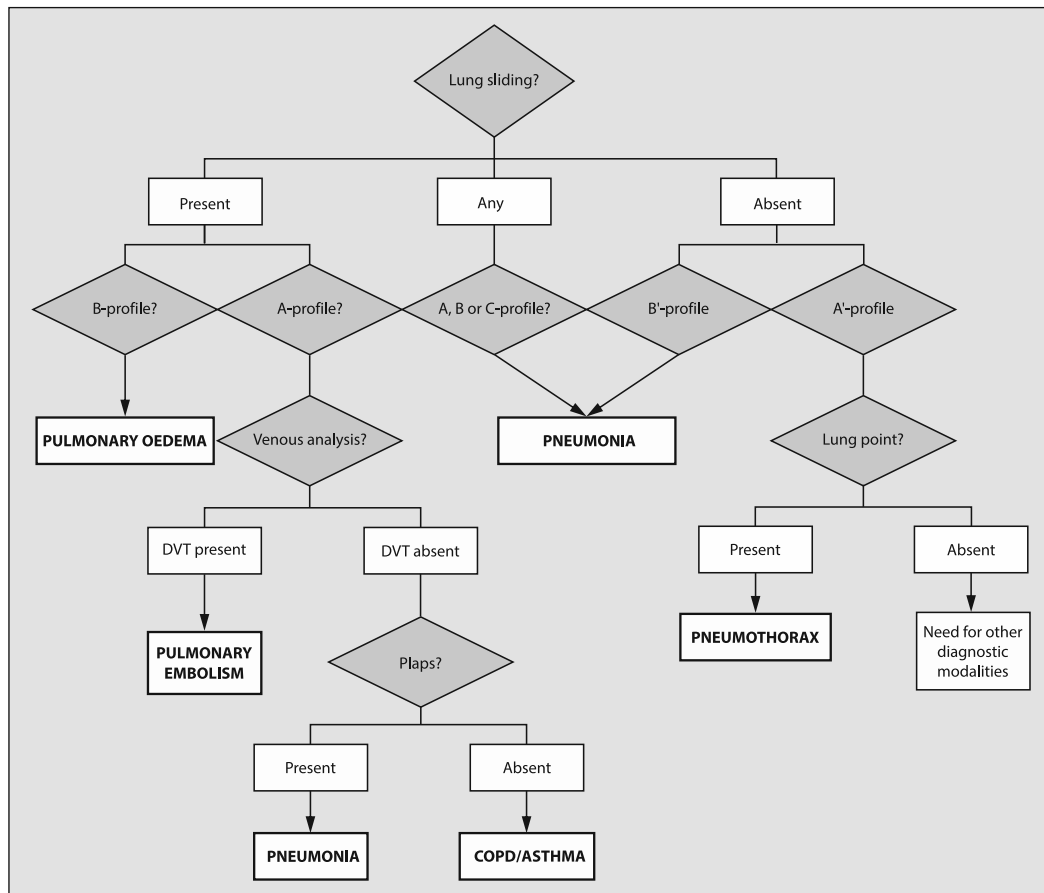 Lung sliding?
Present
Any
Absent
B-profile?
A-profile?
A, B or C-profile?
B'-profile
A'-profile
PULMONARY OEDEMA
Venous analysis?
PNEUMONIA
Lung point?
DVT present
DVT absent
Present
Absent
PULMONARY
EMBOLISM
Plaps?
PNEUMOTHORAX
Need for other
diagnostic
modalities
Present
Absent
PNEUMONIA
COPD/ASTHMA